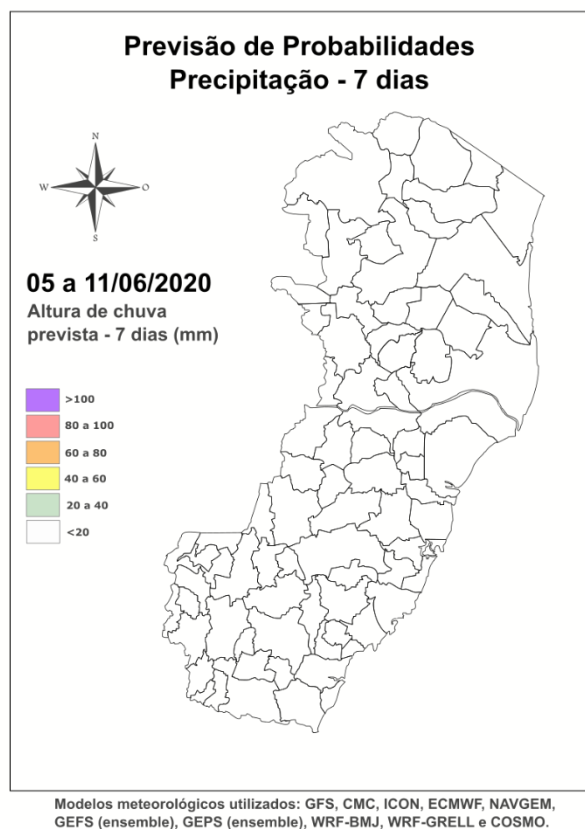 Previsão de Probabilidades
Precipitação - 7 dias
N
W
O
S
05 a 11/06/2020
Altura de chuva
prevista - 7 dias (mm)
>100
80 a 100
60 a 80
40 a 60
20 a 40
<20
Modelos meteorológicos utilizados: GFS, CMC, ICON, ECMWF, NAVGEM,
GEFS (ensemble), GEPS (ensemble), WRF-BMJ, WRF-GRELL e COSMO.